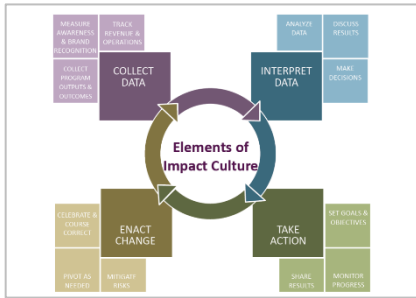 MEASURE
AWARENESS
& BRAND
RECOGNITION
TRACK
REVENUE &
OPERATIONS
COLLECT
PROGRAM
OUTPUTS &
OUTCOMES
COLLECT
DATA
ANALYZE
DATA
DISCUSS
RESULTS
INTERPRET
DATA
MAKE
DECISIONS
Elements of
Impact Culture
CELEBRATE &
COURSE
CORRECT
ENACT
CHANGE
PIVOT AS
NEEDED
MITIGATE
RISKS
TAKE
ACTION
SET GOALS &
OBJECTIVES
SHARE
RESULTS
MONITOR
PROGRESS